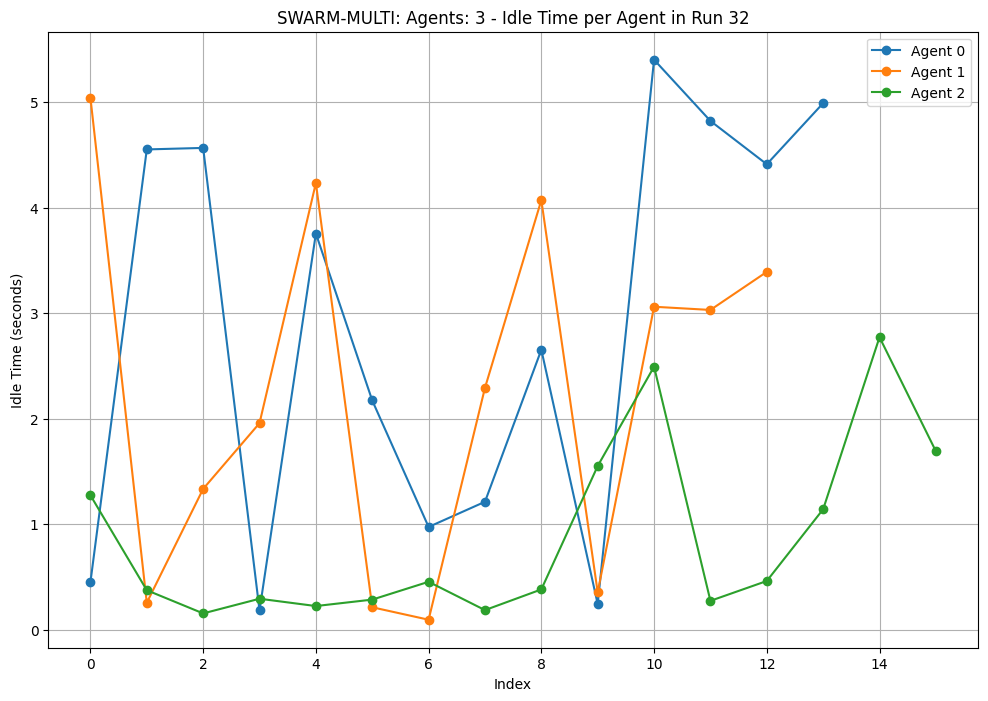 SWARM-MULTI: Agents: 3 - Idle Time per Agent in Run 32
Agent 0
Agent 1
Agent 2
Idle Time (seconds)
5
4
3
2
1
0
0 2 4 6 8 10 12 14
Index